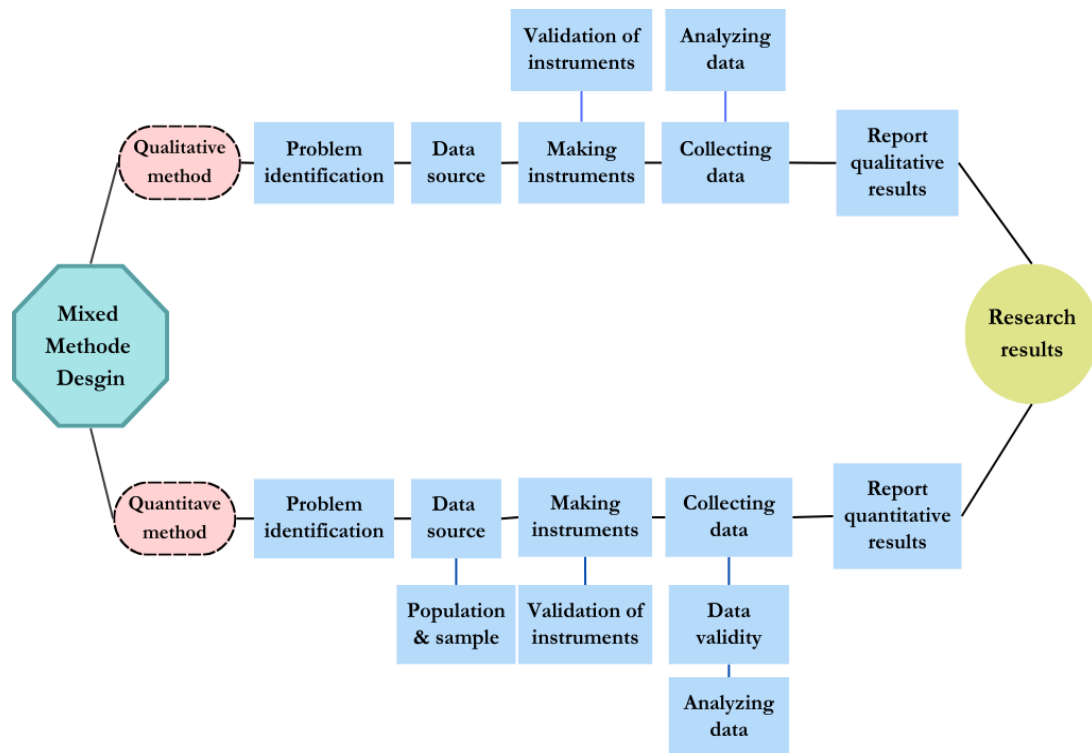 Validation of
instruments
Analyzing
data
Qualitative
method
Problem
identification
Data
source
Making
instruments
Collecting
data
Report
qualitative
results
Mixed
Methode
Desgin
Research
results
Quantitave
method
Problem
identification
Data
source
Making
instruments
Collecting
data
Report
quantitative
results
Population
& sample
Validation of
instruments
Data
validity
Analyzing
data